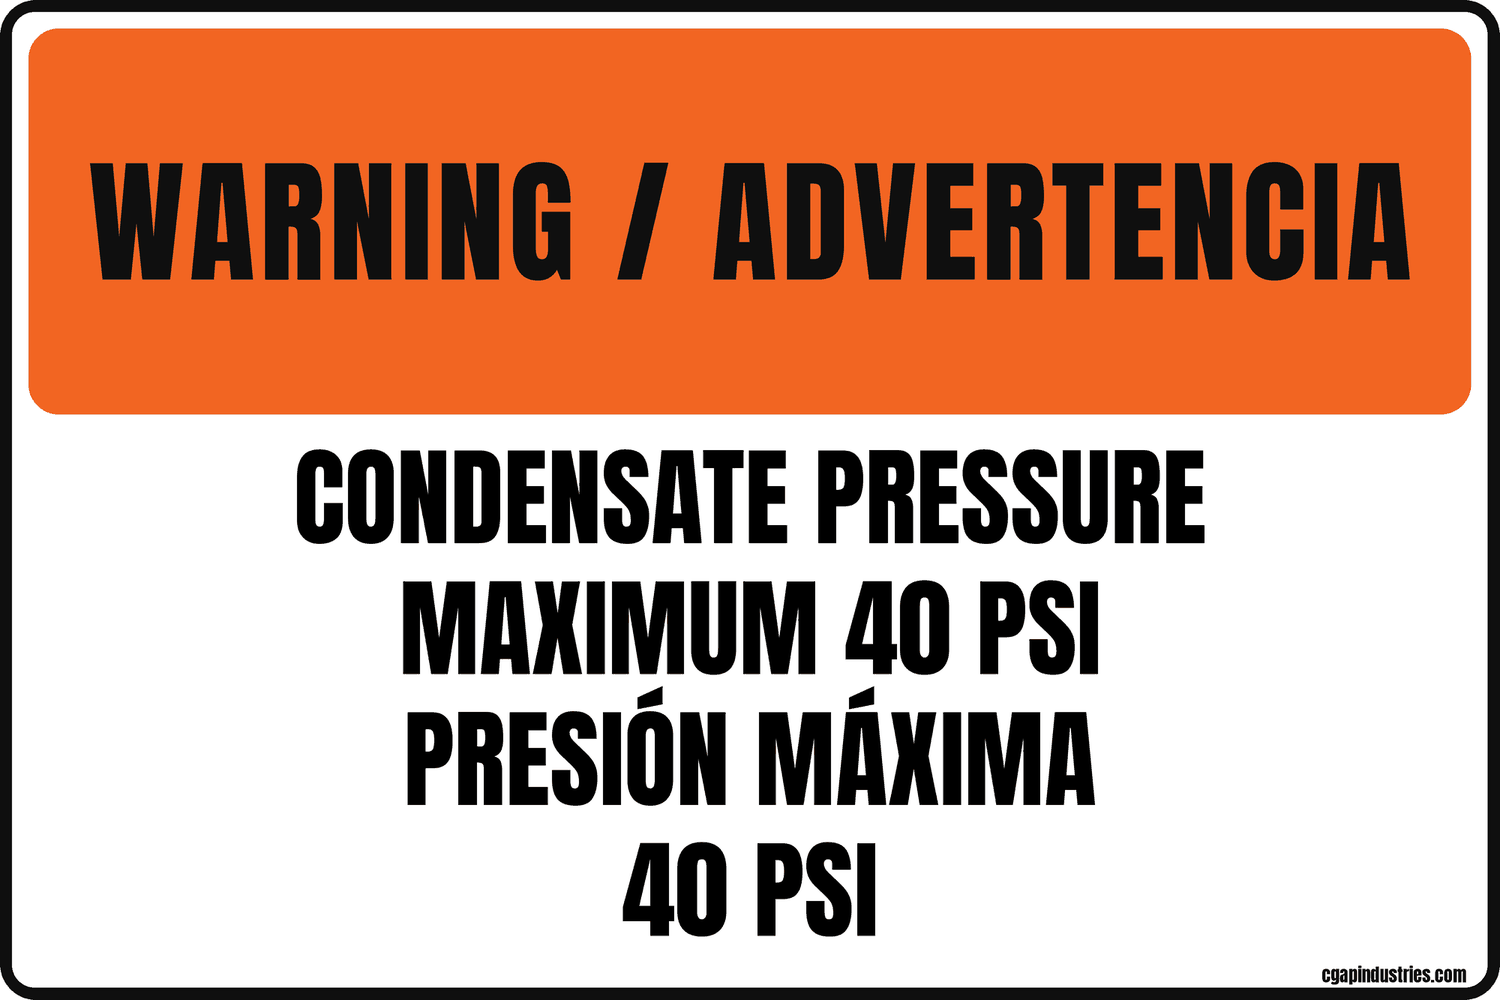 WARNING / ADVERTENCIA
CONDENSATE PRESSURE
MAXIMUM 40 PSI
PRESIÓN MÁXIMA
40 PSI
cgapindustries.com